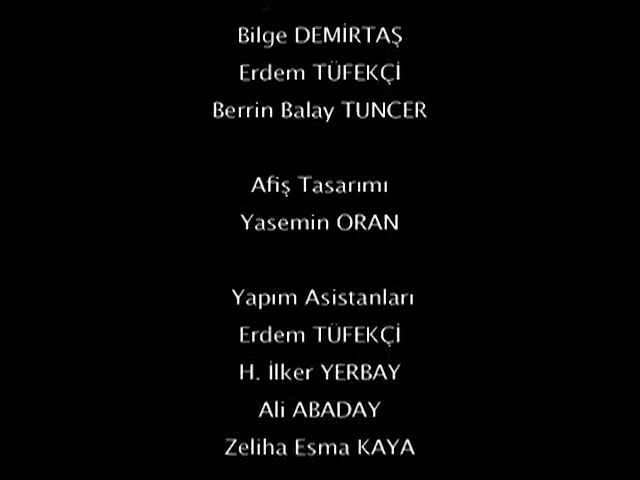 Bilge DEMİRTAŞ
Erdem TÜFEKÇİ
Berrin Balay TUNCER
Afiş Tasarımı
Yasemin ORAN
Yapım Asistanları
Erdem TÜFEKÇİ
H. İlker YERBAY
Ali ABADAY
Zeliha Esma KAYA